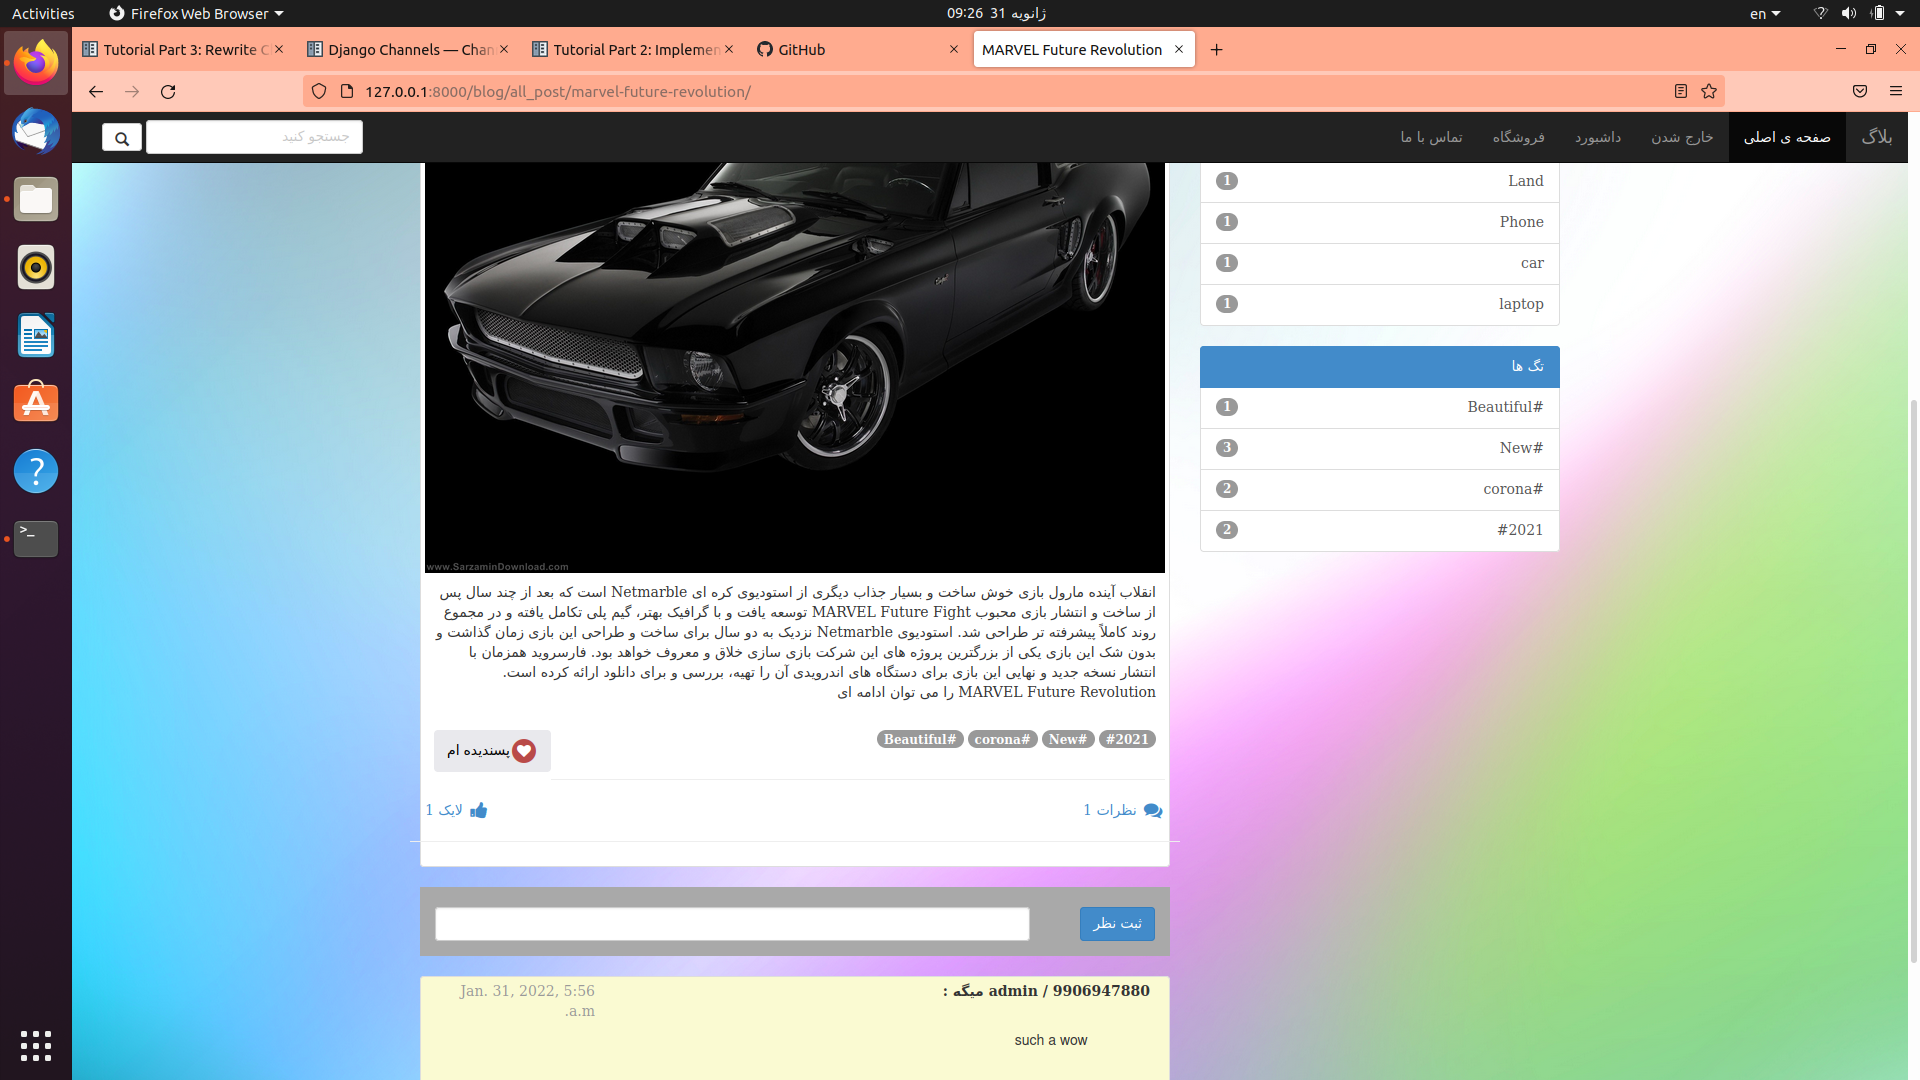 Activities
Firefox Web Browser
ژانویه 31  09:26
en
Tutorial Part 3: Rewrite C
Django Channels — Chan
Tutorial Part 2: Implemen
GitHub
MARVEL Future Revolution
127.0.0.1:8000/blog/all_post/marvel-future-revolution/
بلاگ
صفحه ی اصلی
خارج شدن
داشبورد
فروشگاه
تماس با ما
جستجو کنید
Land 1
Phone 1
car 1
laptop 1
تگ ها
Beautiful# 1
New# 3
corona# 2
#2021 2
www.SarzaminDownload.com
انقلاب آینده مارول بازی خوش ساخت و بسیار جذاب دیگری از استودیوی کره ای Netmarble است که بعد از چند سال پس
از ساخت و انتشار بازی محبوب MARVEL Future Fight توسعه یافت و با گرافیک بهتر، گیم پلی تکامل یافته و در مجموع
روند کاملاً پیشرفته تر طراحی شد. استودیوی Netmarble نزدیک به دو سال برای ساخت و طراحی این بازی زمان گذاشت و
بدون شک این بازی یکی از بزرگترین پروژه های این شرکت بازی سازی خلاق و معروف خواهد بود. فارسروید همزمان با
انتشار نسخه جدید و نهایی این بازی برای دستگاه های اندرویدی آن را تهیه، بررسی و برای دانلود ارائه کرده است.
MARVEL Future Revolution را می توان ادامه ای
#2021 New# corona# Beautiful#
پسندیده ام
نظرات 1
لایک 1
ثبت نظر
admin / 9906947880 میگه :
Jan. 31, 2022, 5:56
.a.m
such a wow